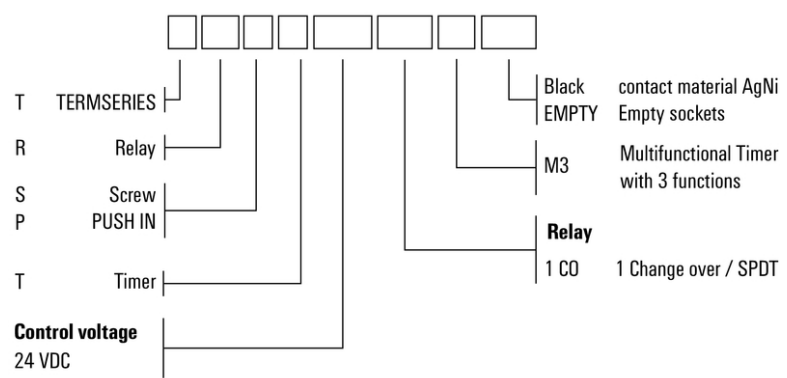 T TERMSERIES
R Relay
S Screw
P PUSH IN
T Timer
Control voltage
24 VDC
Black contact material AgNi
EMPTY Empty sockets
M3 Multifunctional Timer
with 3 functions
Relay
1 CO 1 Change over / SPDT